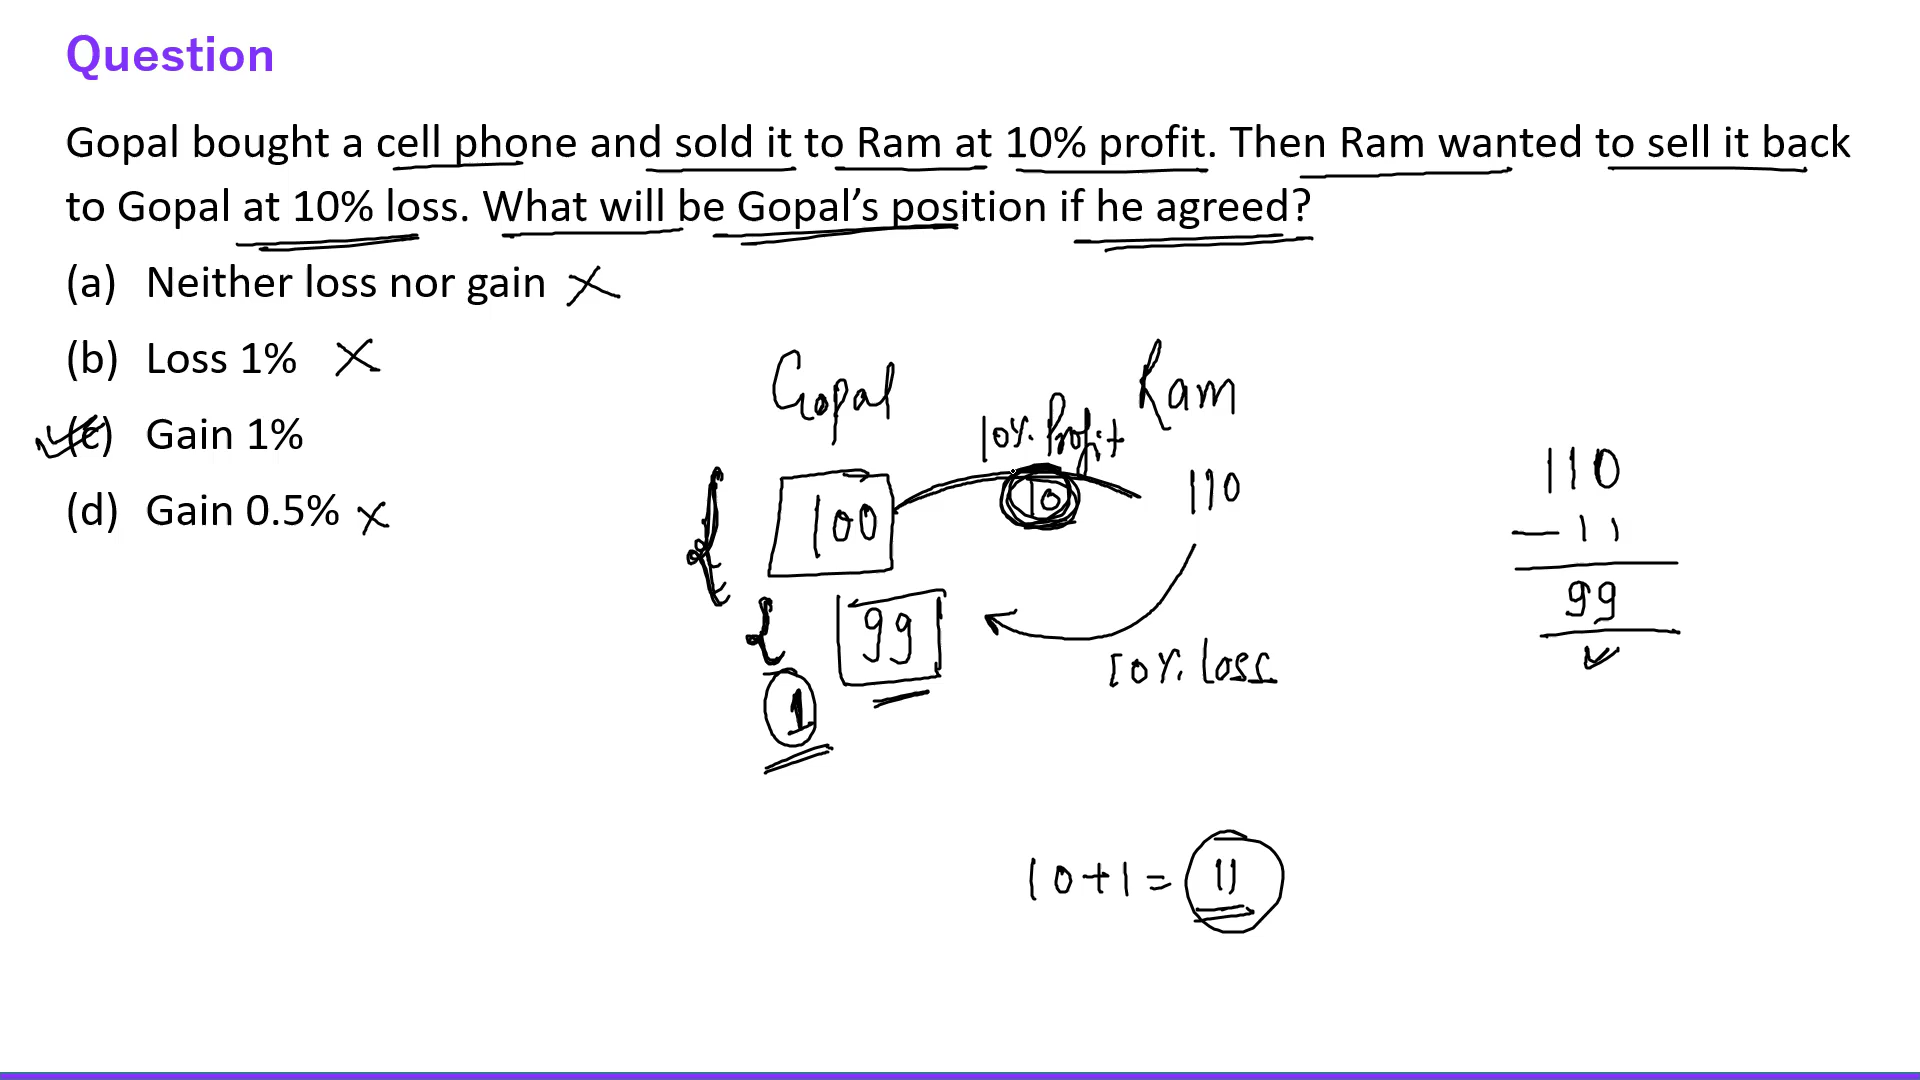 Question
Gopal bought a cell phone and sold it to Ram at 10% profit. Then Ram wanted to sell it back
to Gopal at 10% loss. What will be Gopal’s position if he agreed?
(a) Neither loss nor gain
(b) Loss 1%
(c) Gain 1%
(d) Gain 0.5%
Gopal
Ram
10% Profit
100
10
110
99
10% Loss
1
110
- 11
99
10+1= 11